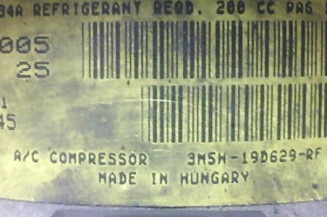 34A REFRIGERANT REQD. 200 CC PAG
005
25
1
45
A/C COMPRESSOR 3M5H-19D629-RF
MADE IN HUNGARY